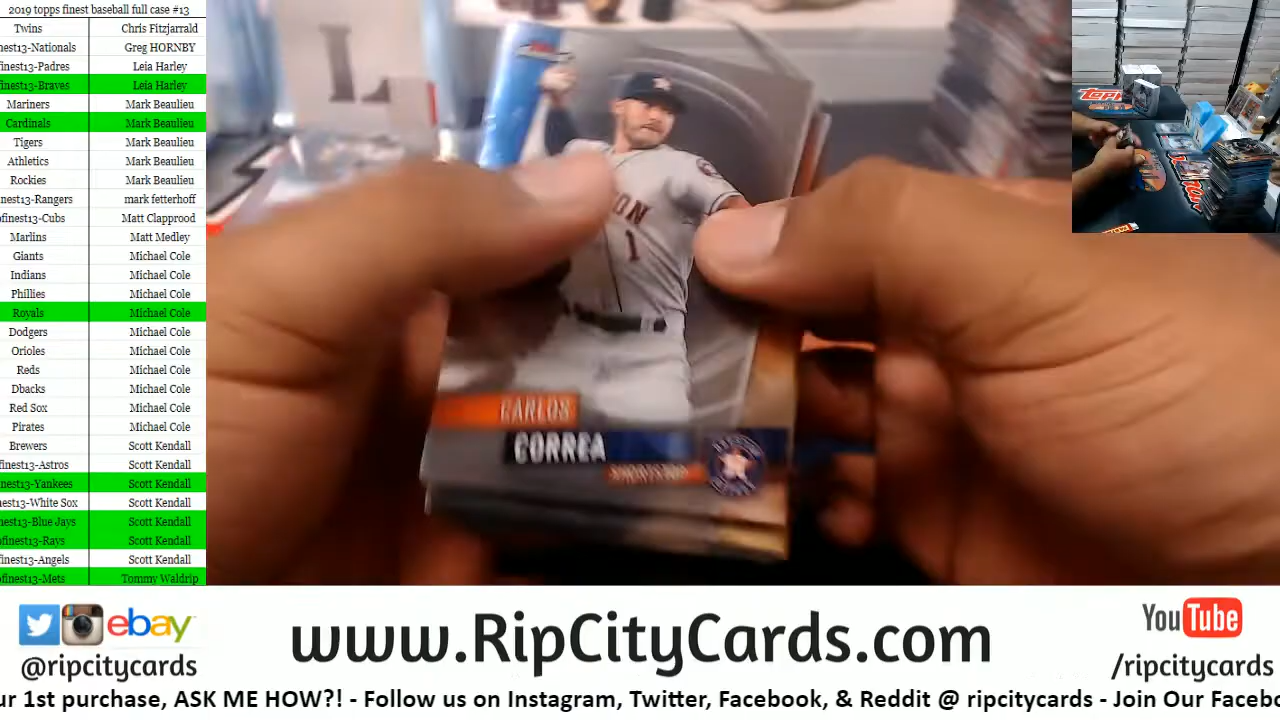 2019 topps finest baseball full case #13
Twins Chris Fitzjarrald
nest13-Nationals Greg HORNBY
finest13-Padres Leia Harley
finest13-Braves Leia Harley
Mariners Mark Beaulieu
Cardinals Mark Beaulieu
Tigers Mark Beaulieu
Athletics Mark Beaulieu
Rockies Mark Beaulieu
nest13-Rangers mark fetterhoff
ofinest13-Cubs Matt Clapprood
Marlins Matt Medley
Giants Michael Cole
Indians Michael Cole
Phillies Michael Cole
Royals Michael Cole
Dodgers Michael Cole
Orioles Michael Cole
Reds Michael Cole
Dbacks Michael Cole
Red Sox Michael Cole
Pirates Michael Cole
Brewers Scott Kendall
finest13-Astros Scott Kendall
nest13-Yankees Scott Kendall
nest13-White Sox Scott Kendall
nest13-Blue Jays Scott Kendall
ofinest13-Rays Scott Kendall
finest13-Angels Scott Kendall
ofinest13-Mets Tommy Waldrip
ON
1
CARLOS
CORREA
SHORTSTOP
ebay
@ripcitycards
www.RipCityCards.com
YouTube
/ripcitycards
ur 1st purchase, ASK ME HOW?! - Follow us on Instagram, Twitter, Facebook, & Reddit @ ripcitycards - Join Our Facebo